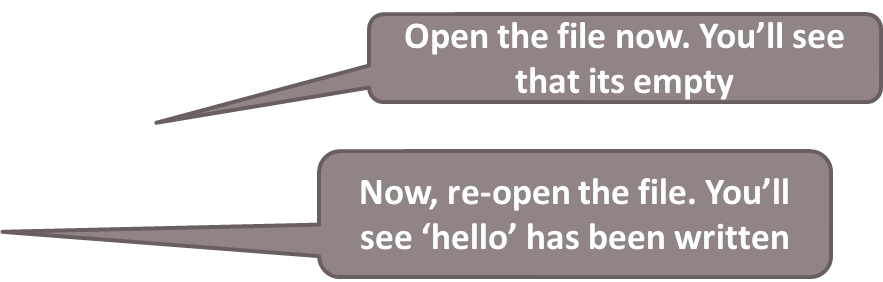 Open the file now. You’ll see
that its empty
Now, re-open the file. You’ll
see ‘hello’ has been written